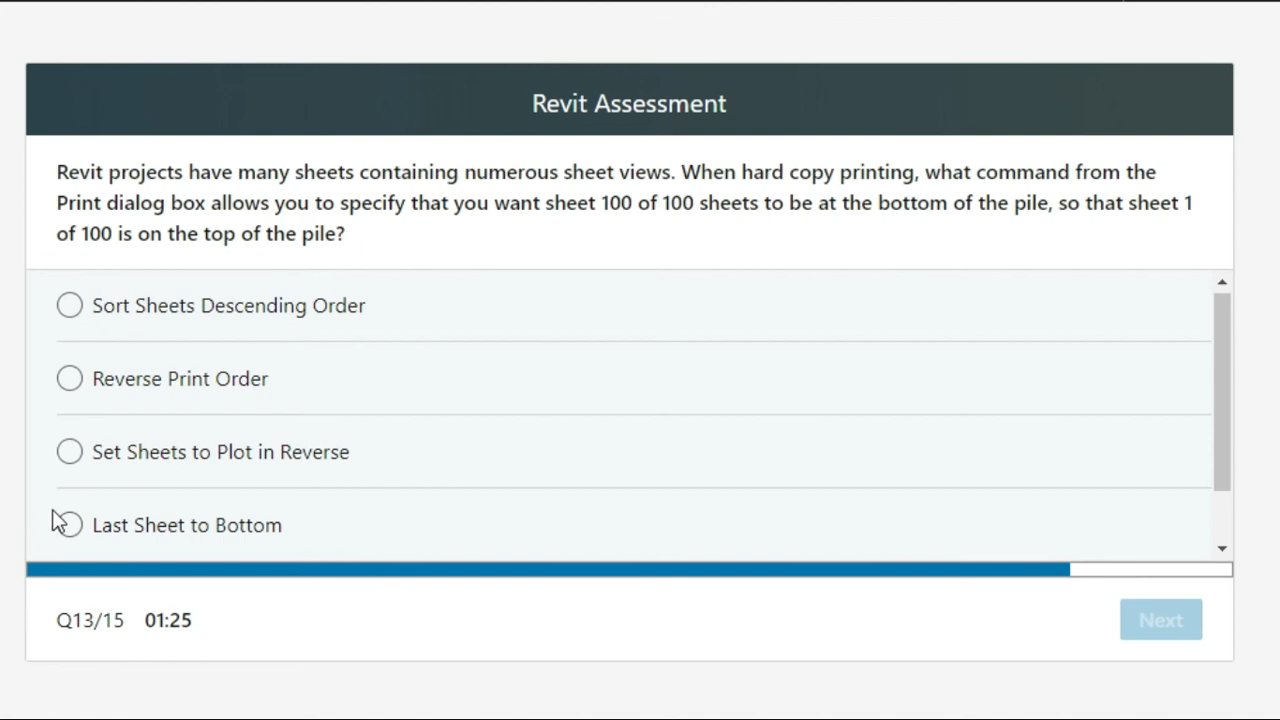 Revit Assessment
Revit projects have many sheets containing numerous sheet views. When hard copy printing, what command from the
Print dialog box allows you to specify that you want sheet 100 of 100 sheets to be at the bottom of the pile, so that sheet 1
of 100 is on the top of the pile?
Sort Sheets Descending Order
Reverse Print Order
Set Sheets to Plot in Reverse
Last Sheet to Bottom
Q13/15 01:25
Next